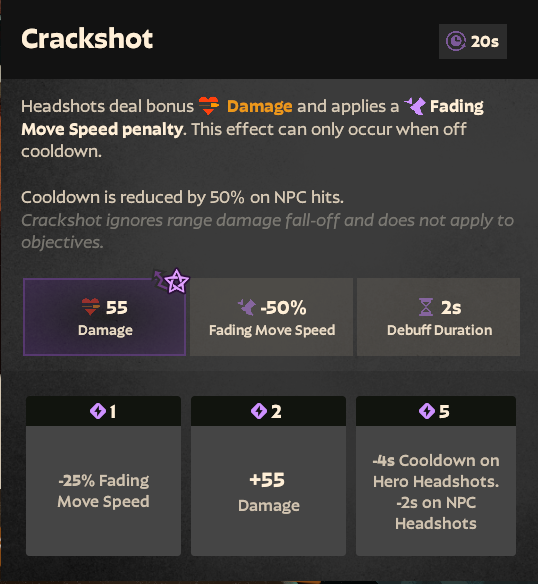 Crackshot
20s
Headshots deal bonus Damage and applies a Fading
Move Speed penalty. This effect can only occur when off
cooldown.
Cooldown is reduced by 50% on NPC hits.
Crackshot ignores range damage fall-off and does not apply to
objectives.
55
Damage
-50%
Fading Move Speed
2s
Debuff Duration
1
-25% Fading
Move Speed
2
+55
Damage
5
-4s Cooldown on
Hero Headshots.
-2s on NPC
Headshots